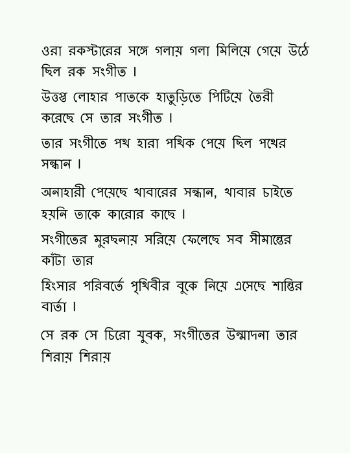 ওরা রকস্টারের সঙ্গে গলায় গলা মিলিয়ে গেয়ে উঠে
ছিল রক সংগীত ।
উত্তপ্ত লোহার পাতকে হাতুড়িতে পিটিয়ে তৈরী
করেছে সে তার সংগীত ।
তার সংগীতে পথ হারা পথিক পেয়ে ছিল পথের
সন্ধান ।
অনাহারী পেয়েছে খাবারের সন্ধান, খাবার চাইতে
হয়নি তাকে কারোর কাছে ।
সংগীতের মুরছনায় সরিয়ে ফেলেছে সব সীমান্তের
কাঁটা তার
হিংসার পরিবর্তে পৃথিবীর বুকে নিয়ে এসেছে শান্তির
বার্তা ।
সে রক সে চিরো যুবক, সংগীতের উন্মাদনা তার
শিরায় শিরায়